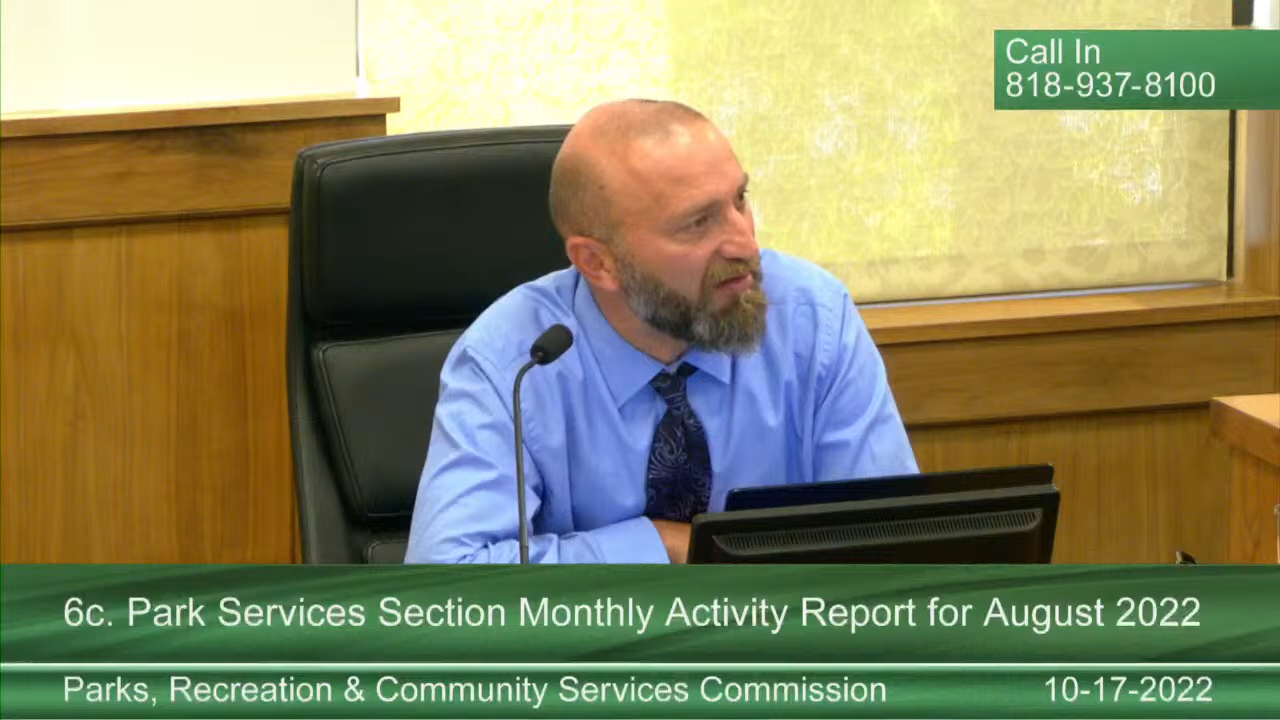 Call In
818-937-8100
6c. Park Services Section Monthly Activity Report for August 2022
Parks, Recreation & Community Services Commission
10-17-2022